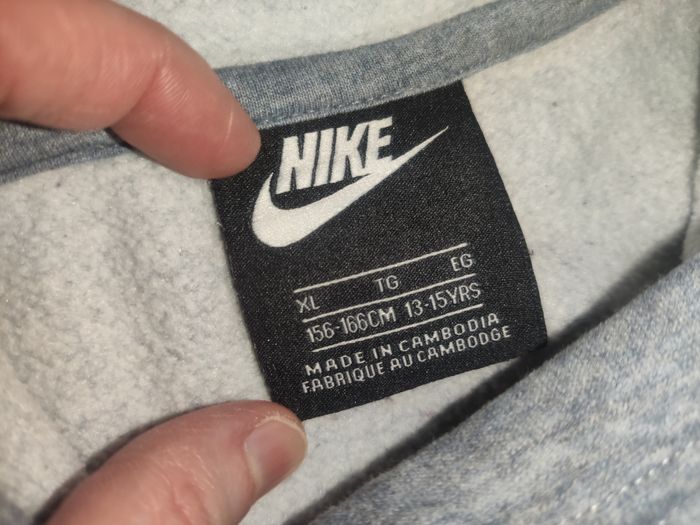 NIKE
XL TG EG
156-166CM 13-15YRS
MADE IN CAMBODIA
FABRIQUE AU CAMBODGE